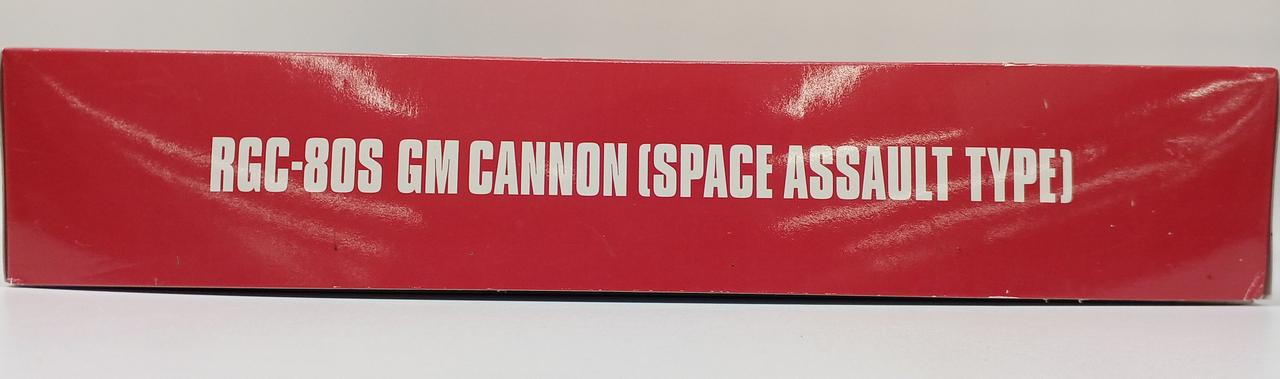 RGC-80S GM CANNON (SPACE ASSAULT TYPE)